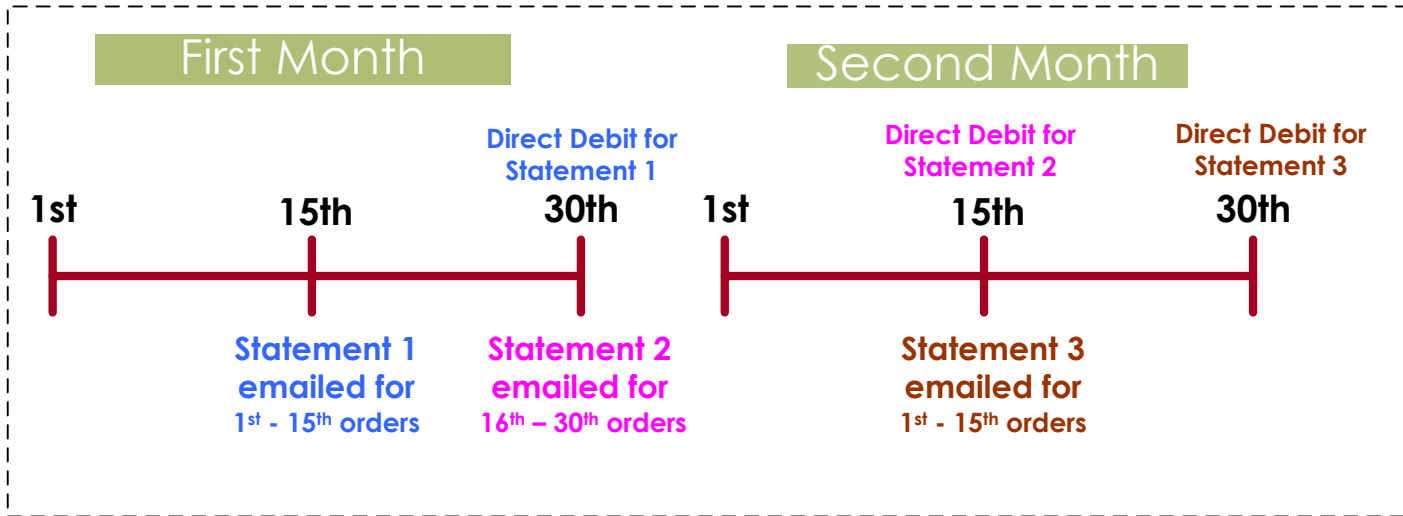 First Month
Second Month
Direct Debit for
Statement 1
Direct Debit for
Statement 2
Direct Debit for
Statement 3
1st
15th
30th
1st
15th
30th
Statement 1
emailed for
1st - 15th orders
Statement 2
emailed for
16th – 30th orders
Statement 3
emailed for
1st - 15th orders